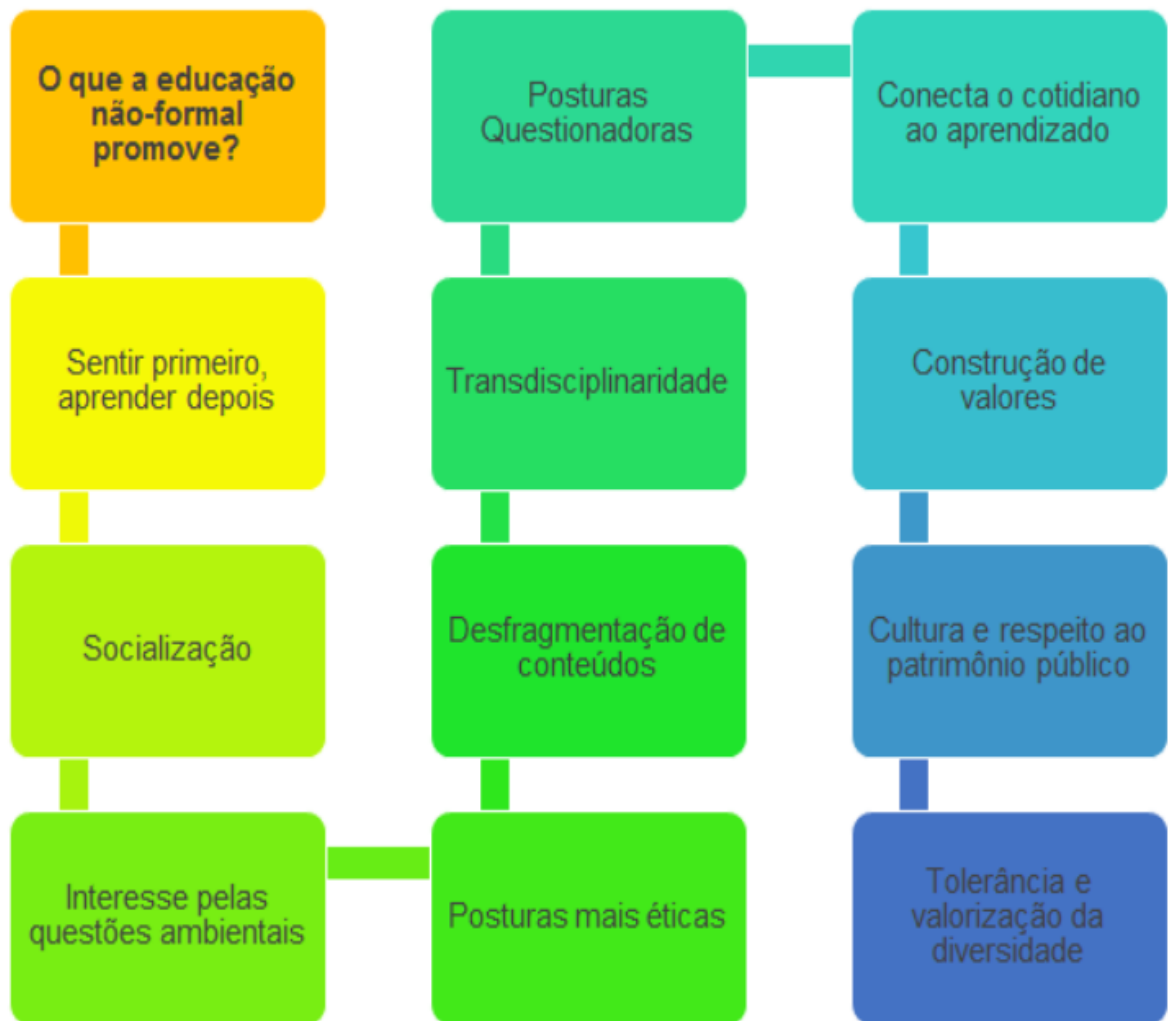 O que a educação
não-formal
promove?
Sentir primeiro,
aprender depois
Socialização
Interesse pelas
questões ambientais
Posturas mais éticas
Desfragmentação de
conteúdos
Transdisciplinaridade
Posturas
Questionadoras
Conecta o cotidiano
ao aprendizado
Construção de
valores
Cultura e respeito ao
patrimônio público
Tolerância e
valorização da
diversidade